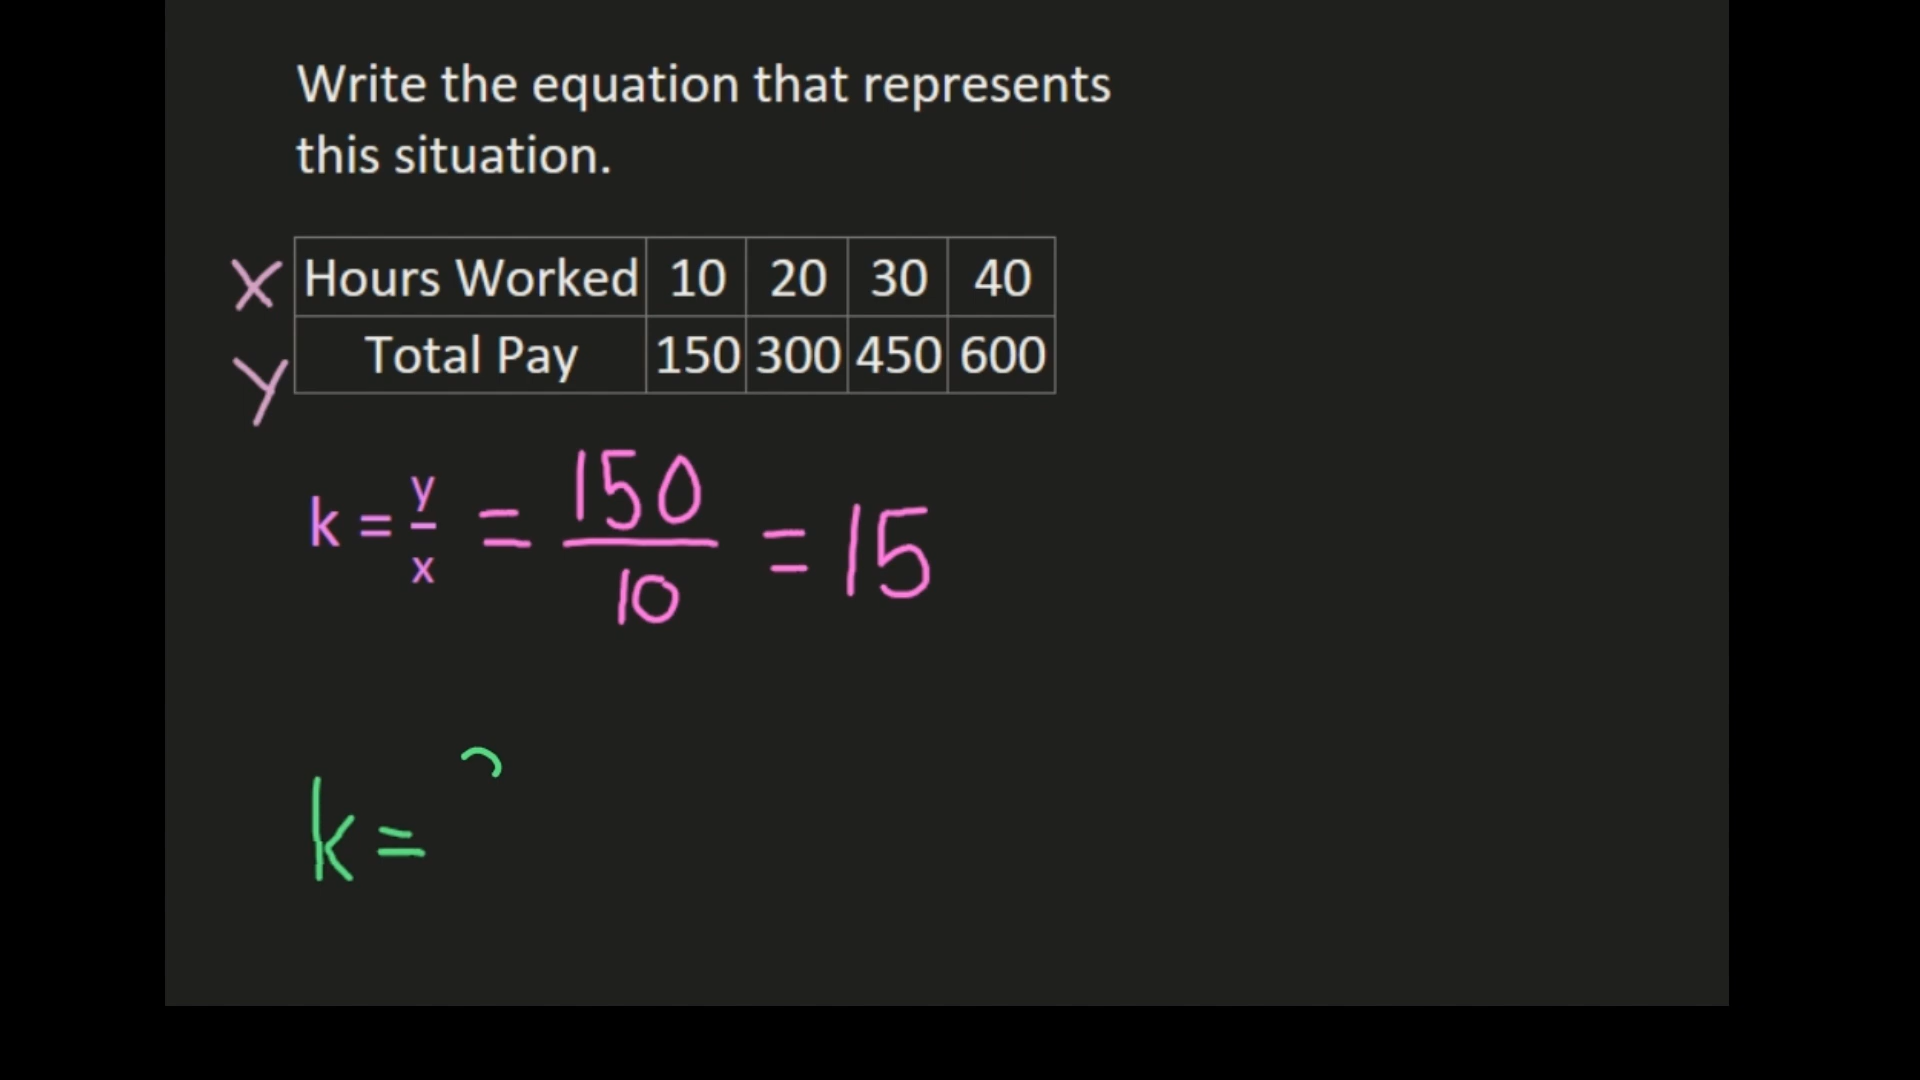 Write the equation that represents
this situation.
X Hours Worked 10 20 30 40
Y Total Pay 150 300 450 600
k = y/x = 150/10 = 15
k =